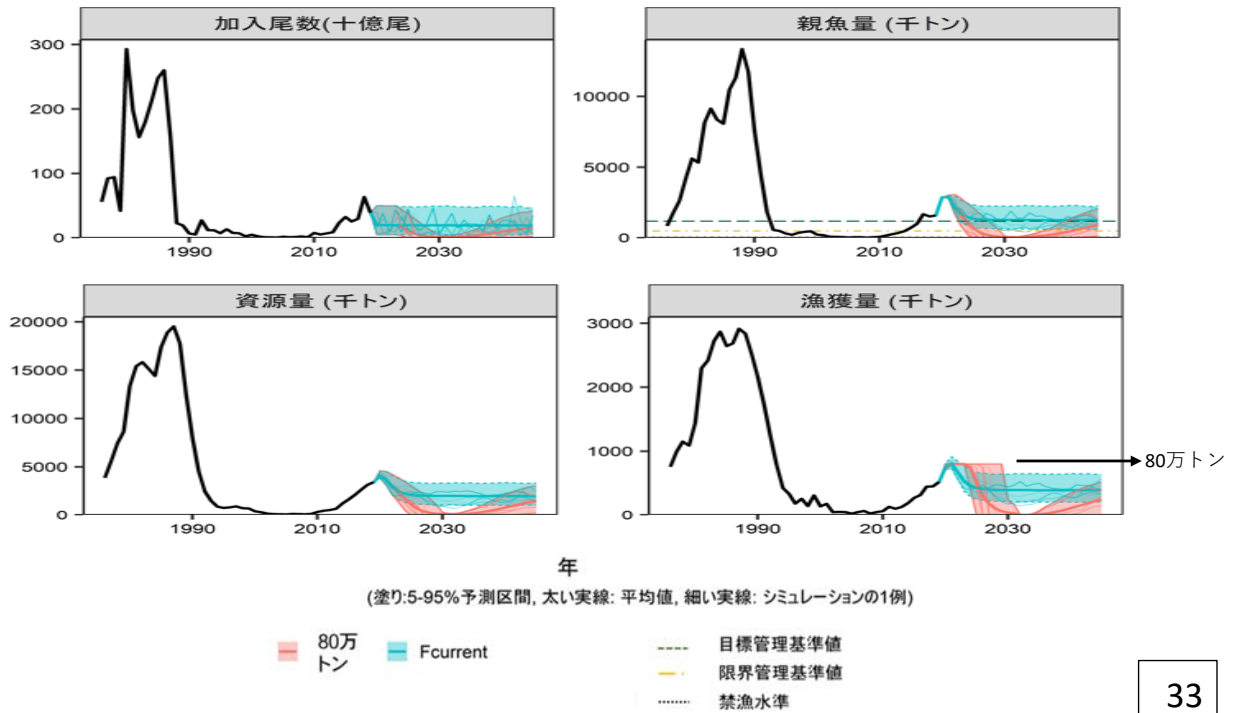 加入尾数(十億尾)
300
200
100
0
1990
2010
2030
親魚量 (千トン)
10000
5000
0
1990
2010
2030
資源量 (千トン)
20000
15000
10000
5000
0
1990
2010
2030
漁獲量 (千トン)
3000
2000
1000
0
1990
2010
2030
80万トン
年
(塗り:5-95%予測区間, 太い実線: 平均値, 細い実線: シミュレーションの1例)
80万
トン
Fcurrent
目標管理基準値
限界管理基準値
禁漁水準
33